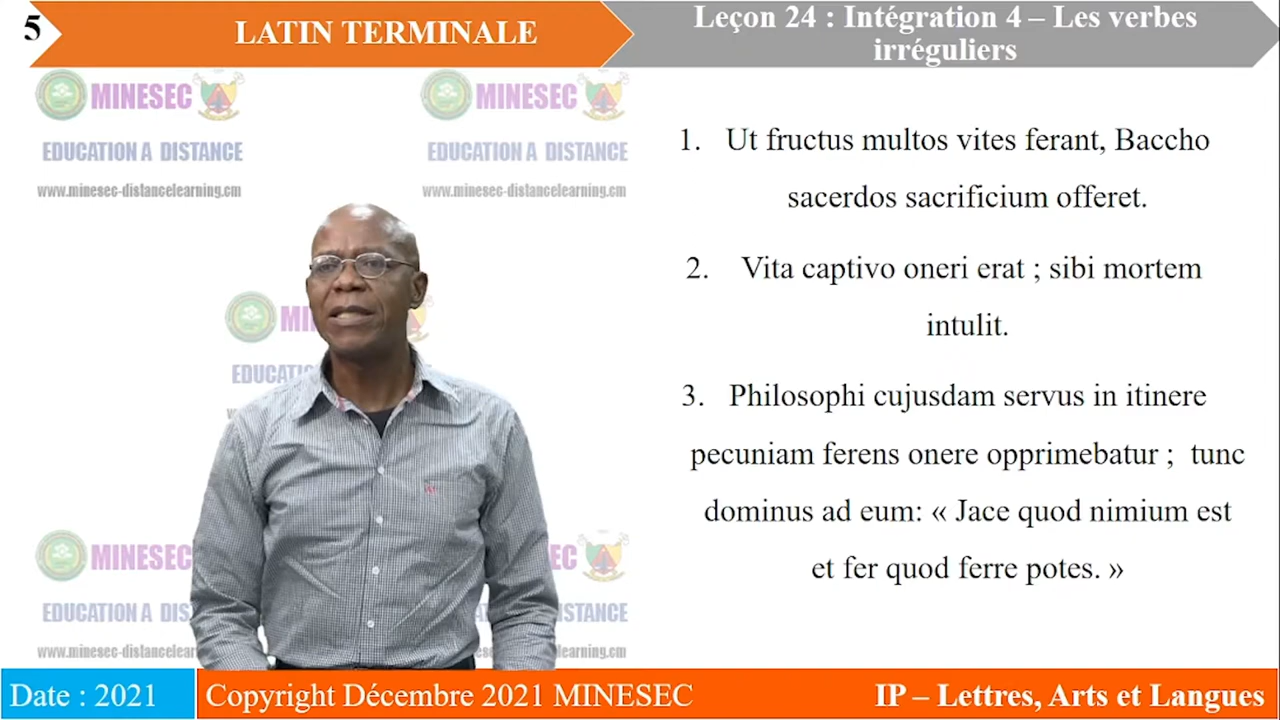 5
LATIN TERMINALE
Leçon 24 : Intégration 4 – Les verbes
irréguliers
MINESEC
EDUCATION A DISTANCE
www.minesec-distancelearning.cm
MINESEC
EDUCATION A DISTANCE
www.minesec-distancelearning.cm
1. Ut fructus multos vites ferant, Baccho
sacerdos sacrificium offeret.
2. Vita captivo oneri erat ; sibi mortem
intulit.
3. Philosophi cujusdam servus in itinere
pecuniam ferens onere opprimebatur ; tunc
dominus ad eum: « Jace quod nimium est
et fer quod ferre potes. »
MINESEC
Date : 2021
Copyright Décembre 2021 MINESEC
IP – Lettres, Arts et Langues